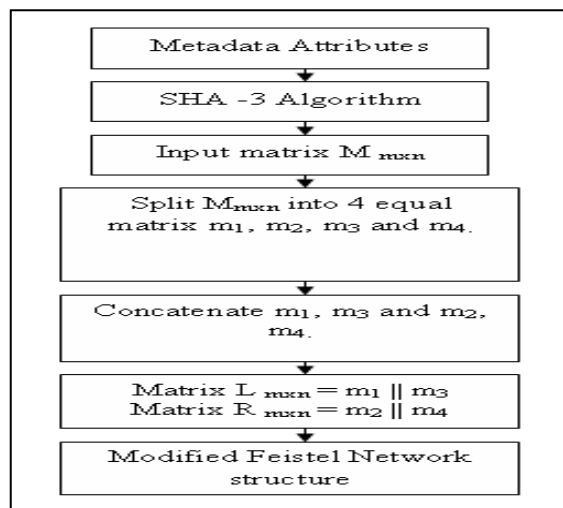 Metadata Attributes
SHA -3 Algorithm
Input matrix M mxn
Split Mmxn into 4 equal
matrix m1, m2, m3 and m4.
Concatenate m1, m3 and m2,
m4.
Matrix L mxn = m1 || m3
Matrix R mxn = m2 || m4
Modified Feistel Network
structure